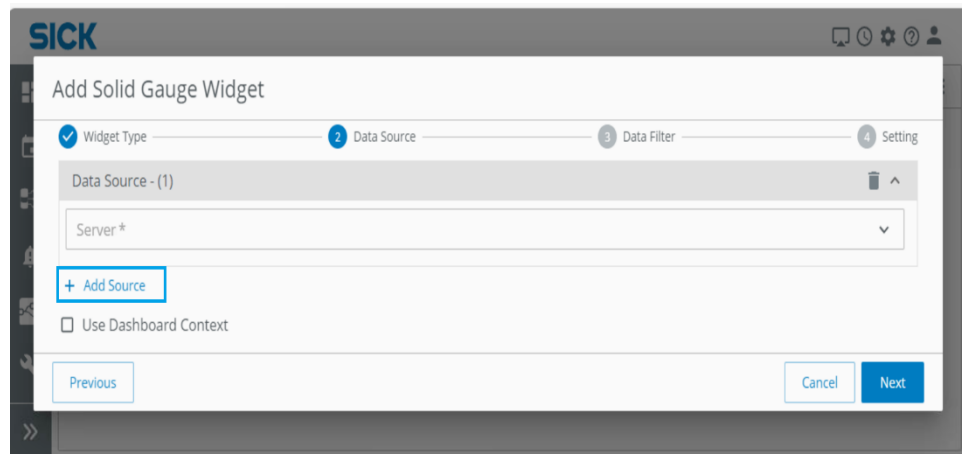 SICK
Add Solid Gauge Widget
Widget Type 2 Data Source 3 Data Filter 4 Setting
Data Source - (1)
Server *
+ Add Source
Use Dashboard Context
Previous Cancel Next